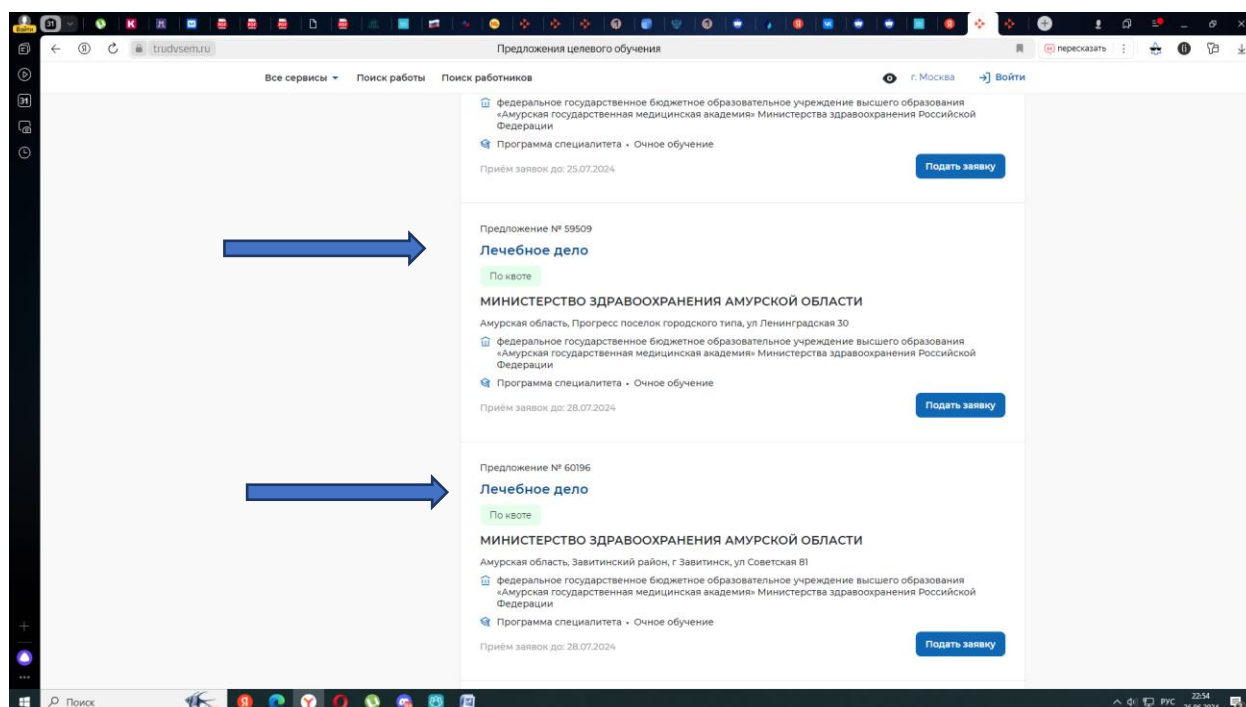 Войти
31
trudvsem.ru
Предложения целевого обучения
пересказать
Все сервисы
Поиск работы
Поиск работников
г. Москва
Войти
31
федеральное государственное бюджетное образовательное учреждение высшего образования
«Амурская государственная медицинская академия» Министерства здравоохранения Российской
Федерации
Программа специалитета • Очное обучение
Приём заявок до: 25.07.2024
Подать заявку
Предложение № 59509
Лечебное дело
По квоте
МИНИСТЕРСТВО ЗДРАВООХРАНЕНИЯ АМУРСКОЙ ОБЛАСТИ
Амурская область, Прогресс поселок городского типа, ул Ленинградская 30
федеральное государственное бюджетное образовательное учреждение высшего образования
«Амурская государственная медицинская академия» Министерства здравоохранения Российской
Федерации
Программа специалитета • Очное обучение
Приём заявок до: 28.07.2024
Подать заявку
Предложение № 60196
Лечебное дело
По квоте
МИНИСТЕРСТВО ЗДРАВООХРАНЕНИЯ АМУРСКОЙ ОБЛАСТИ
Амурская область, Завитинский район, г Завитинск, ул Советская 81
федеральное государственное бюджетное образовательное учреждение высшего образования
«Амурская государственная медицинская академия» Министерства здравоохранения Российской
Федерации
Программа специалитета • Очное обучение
Приём заявок до: 28.07.2024
Подать заявку
Поиск
РУС
22:54
26.06.2024